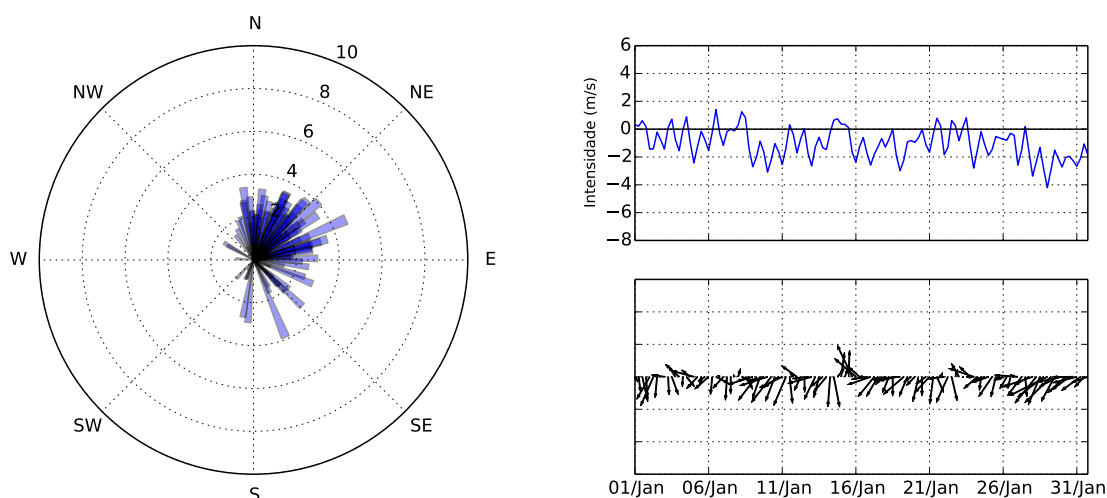 N
NE
E
SE
S
SW
W
NW
2
4
6
8
10
Intensidade (m/s)
6
4
2
0
−2
−4
−6
−8
01/Jan 06/Jan 11/Jan 16/Jan 21/Jan 26/Jan 31/Jan